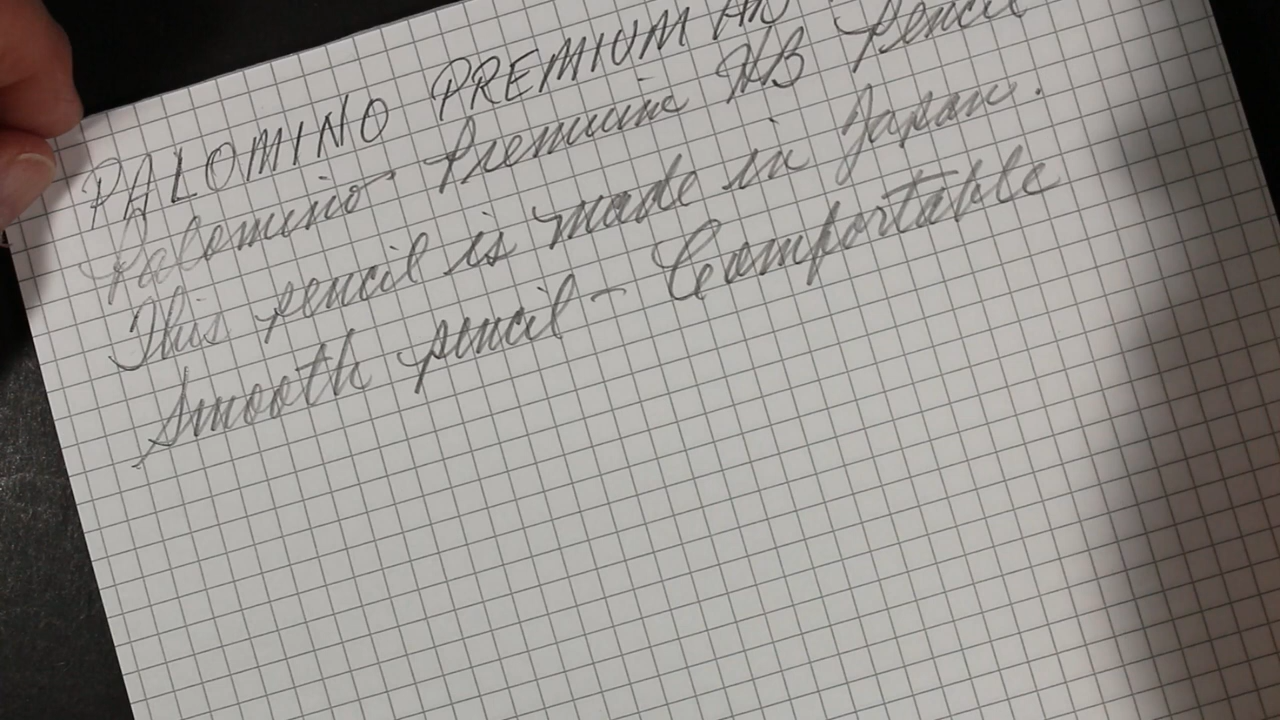 PALOMINO PREMIUM
Palomino Premium HB Pencil
This pencil is made in Japan.
Smooth pencil - Comfortable